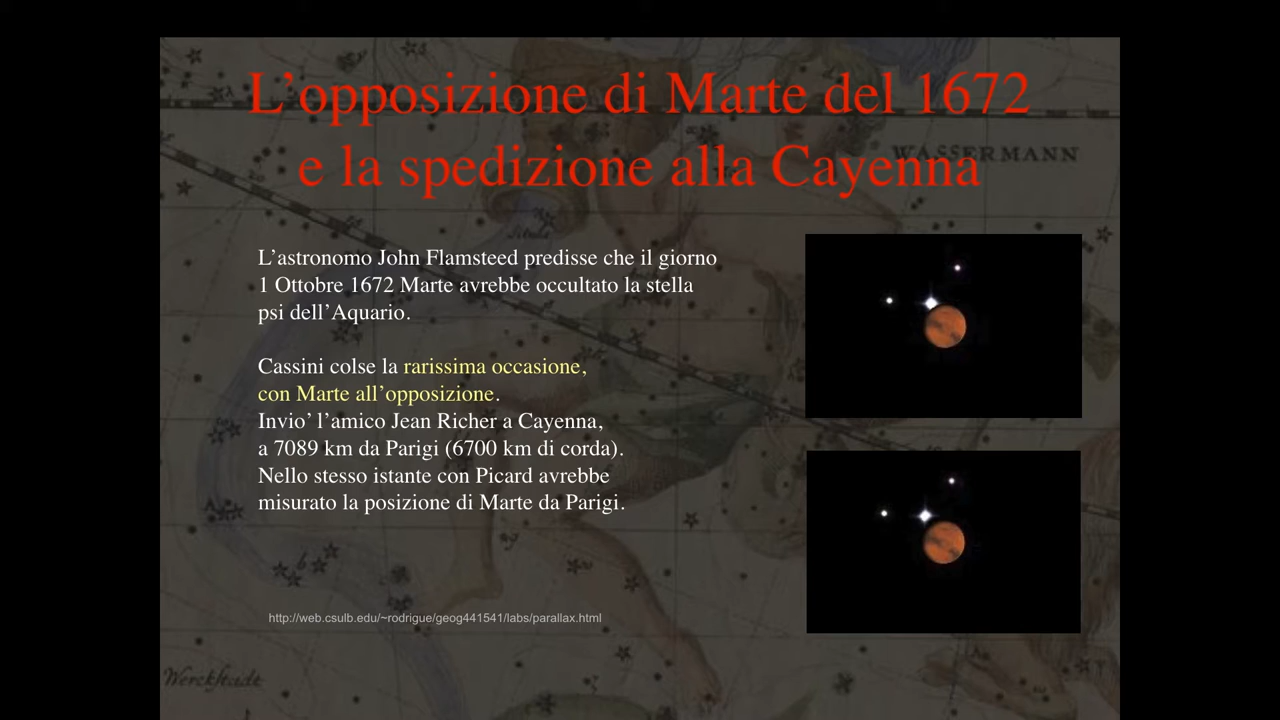 L'opposizione di Marte del 1672
e la spedizione alla Cayenna
WASSERMANN
L'astronomo John Flamsteed predisse che il giorno
1 Ottobre 1672 Marte avrebbe occultato la stella
psi dell'Aquario.
Cassini colse la rarissima occasione,
con Marte all'opposizione.
Invio' l'amico Jean Richer a Cayenna,
a 7089 km da Parigi (6700 km di corda).
Nello stesso istante con Picard avrebbe
misurato la posizione di Marte da Parigi.
http://web.csulb.edu/~rodrigue/geog441541/labs/parallax.html